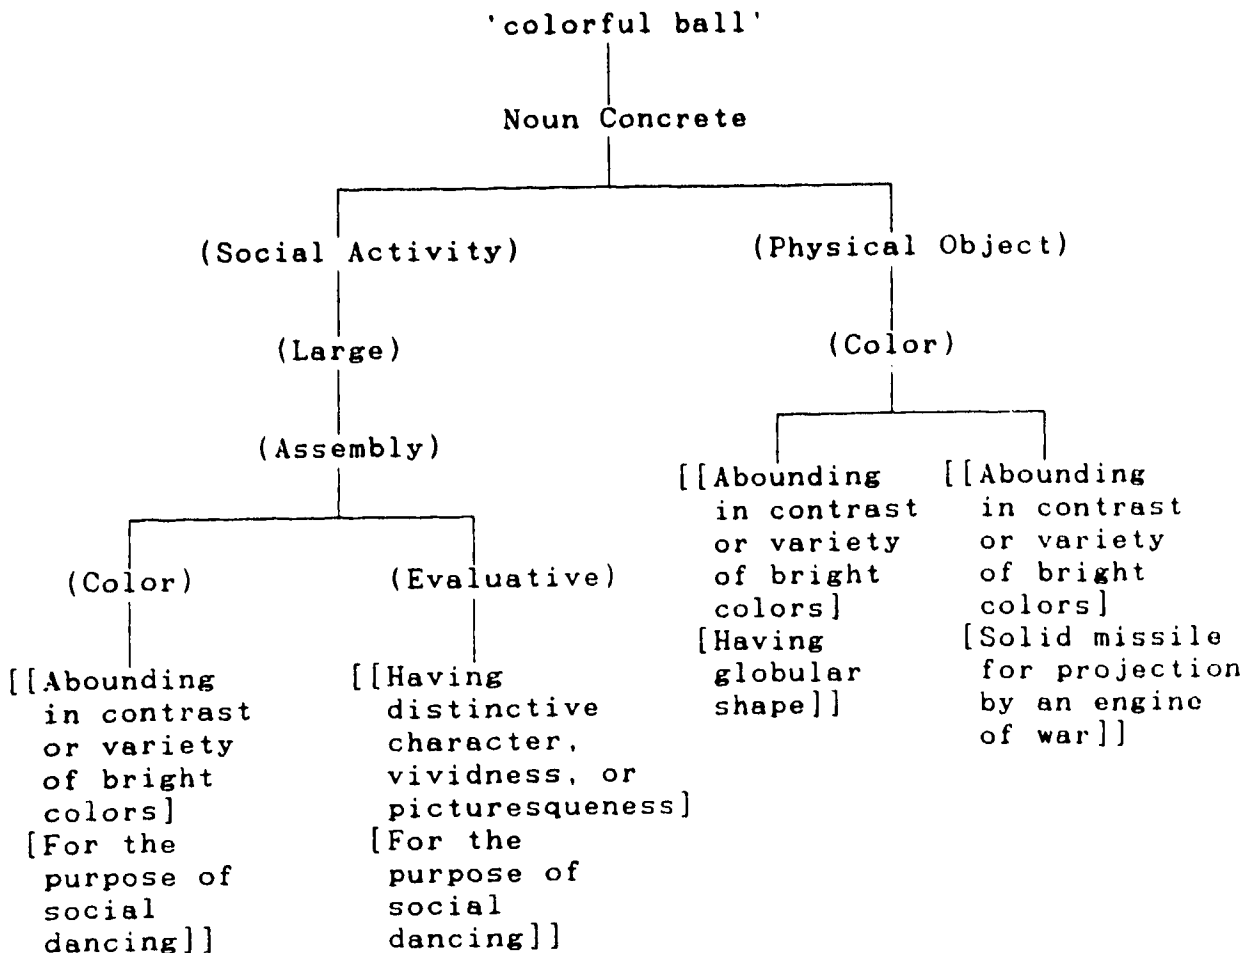 'colorful ball'
Noun Concrete
(Social Activity)
(Physical Object)
(Large)
(Color)
(Assembly)
(Color)
(Evaluative)
[[Abounding
in contrast
or variety
of bright
colors]
[For the
purpose of
social
dancing]]
[[Having
distinctive
character,
vividness, or
picturesqueness]
[For the
purpose of
social
dancing]]
[[Abounding
in contrast
or variety
of bright
colors]
[Having
globular
shape]]
[[Abounding
in contrast
or variety
of bright
colors]
[Solid missile
for projection
by an engine
of war]]